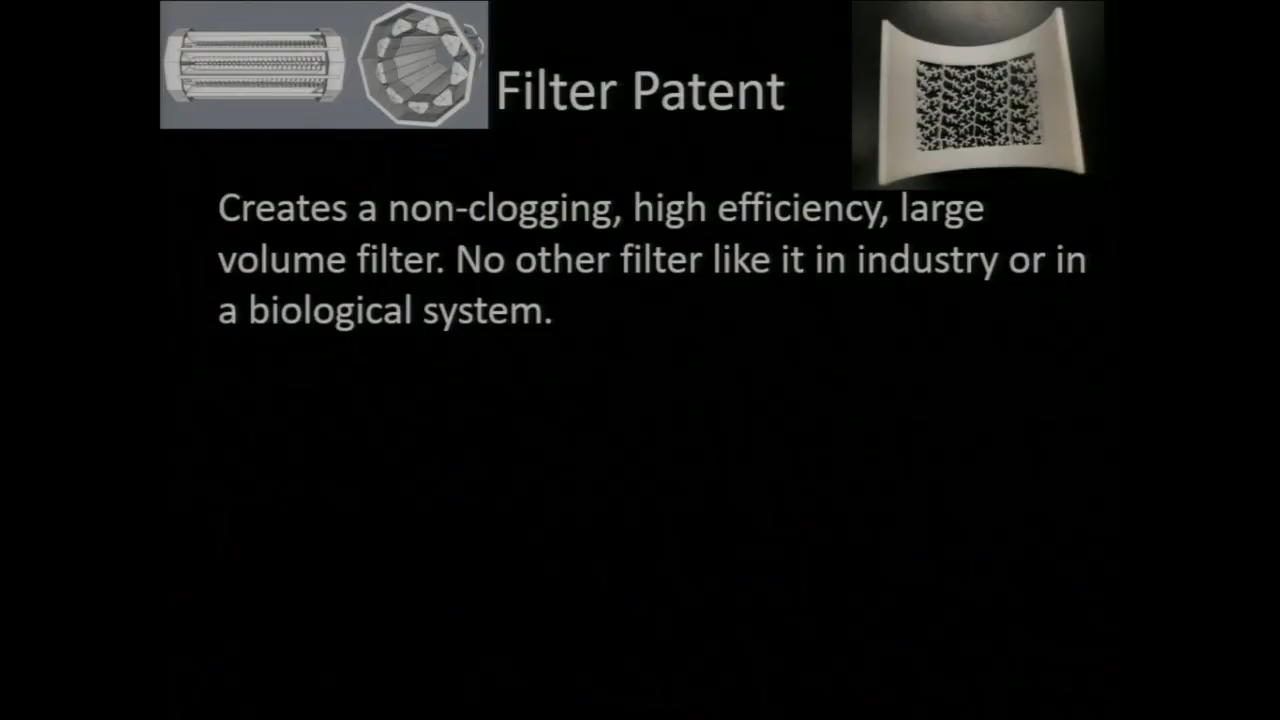 Filter Patent
Creates a non-clogging, high efficiency, large
volume filter. No other filter like it in industry or in
a biological system.